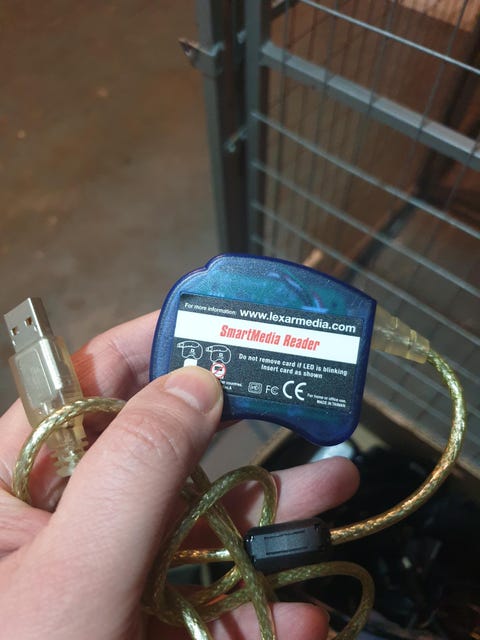 For more information: www.lexarmedia.com
SmartMedia Reader
Do not remove card if LED is blinking
Insert card as shown
countries
FC CE For home or office use.
MADE IN TAIWAN